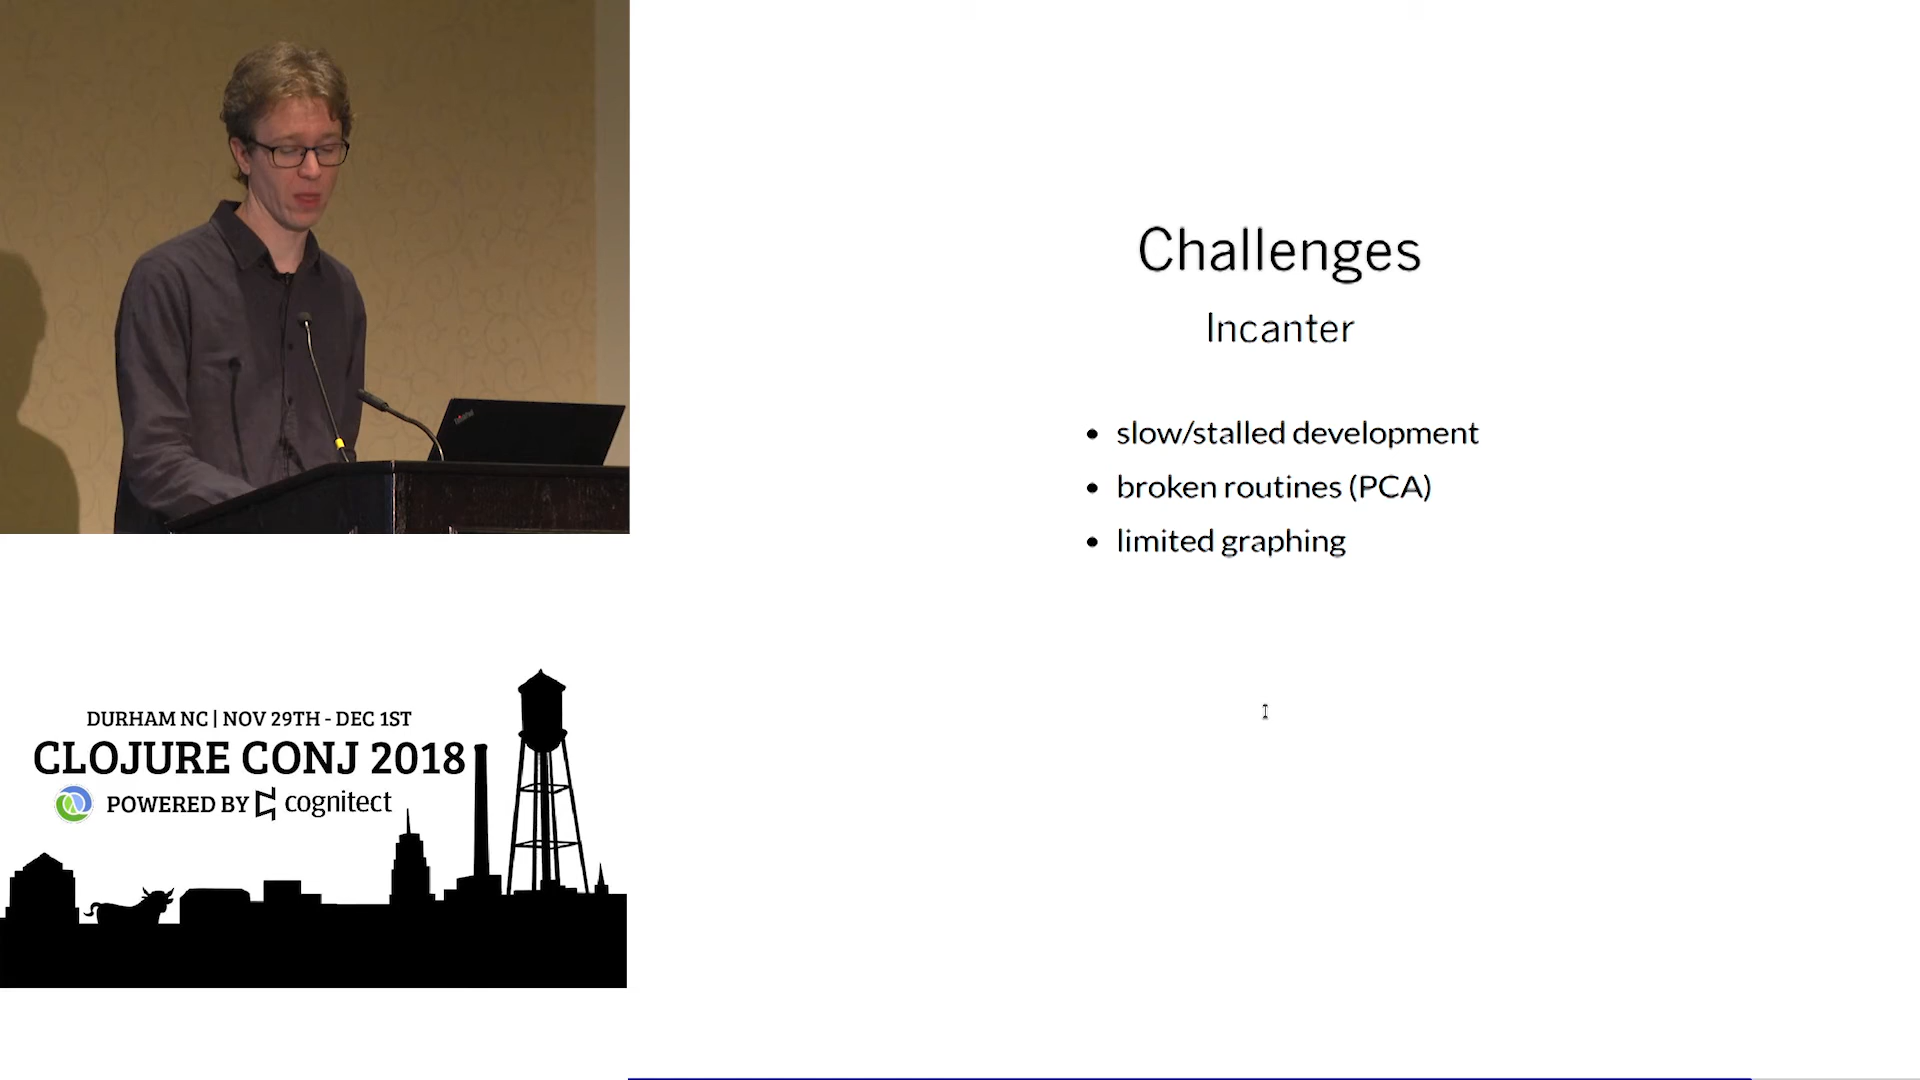 Challenges
Incanter
slow/stalled development
broken routines (PCA)
limited graphing
DURHAM NC | NOV 29TH - DEC 1ST
CLOJURE CONJ 2018
POWERED BY cognitect
ThinkPad